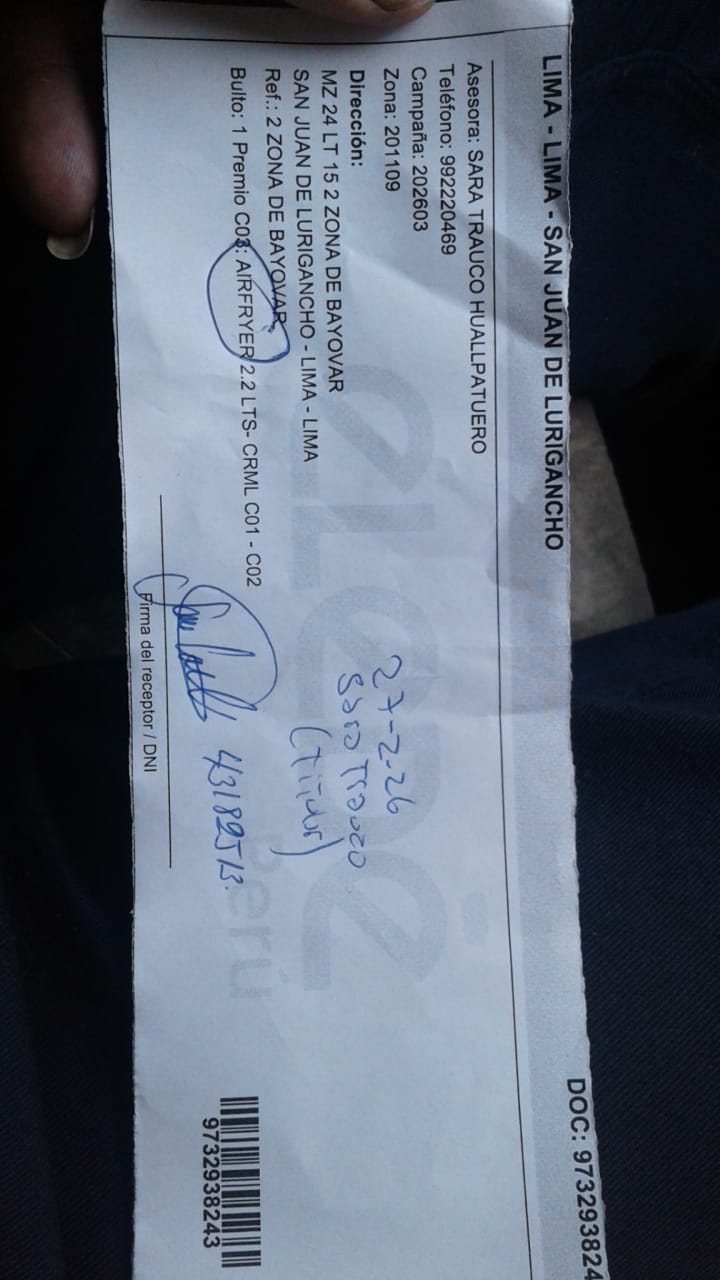 LIMA - LIMA - SAN JUAN DE LURIGANCHO
DOC: 973293824
Asesora: SARA TRAUCO HUALLPATUERO
Teléfono: 992220469
Campaña: 202603
Zona: 201109
Dirección:
MZ 24 LT 15 2 ZONA DE BAYOVAR
SAN JUAN DE LURIGANCHO - LIMA - LIMA
Ref.: 2 ZONA DE BAYOVAR
Bulto: 1 Premio C03: AIRFRYER 2.2 LTS- CRML C01 - C02
27-2-26
Sara Trauco
43189513
Firma del receptor / DNI
Perú
9732938243